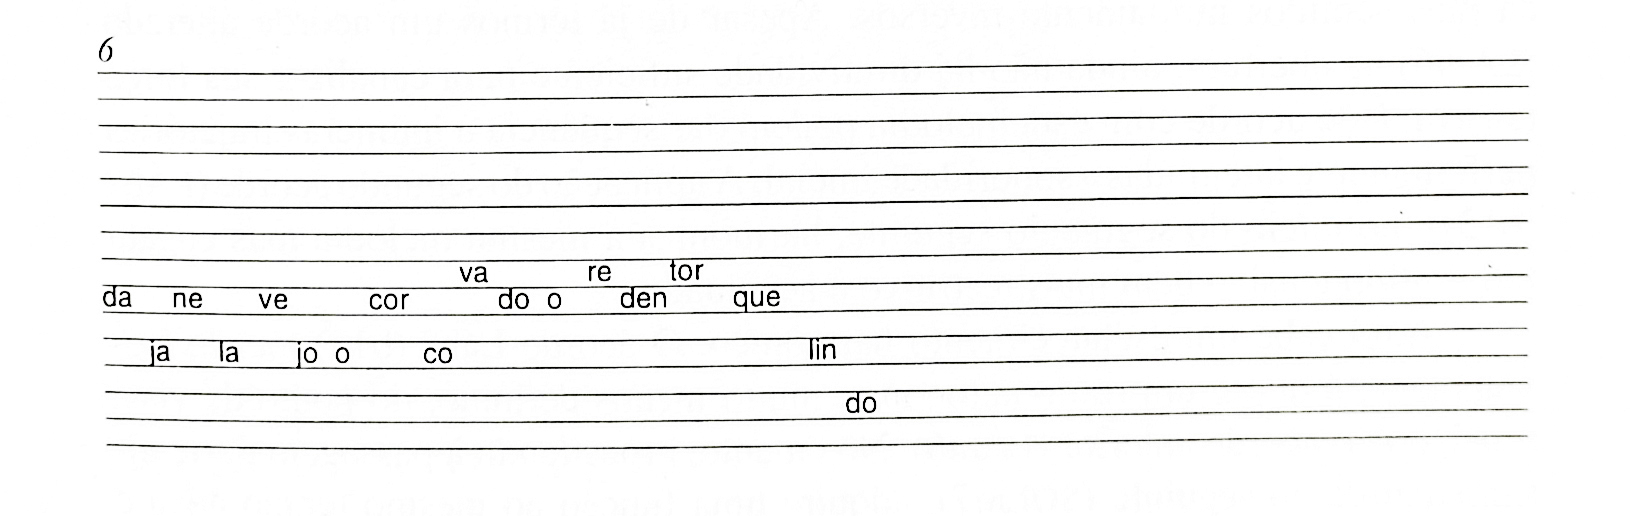 6
va re tor
da ne ve cor do o den que
ja la jo o co lin
do